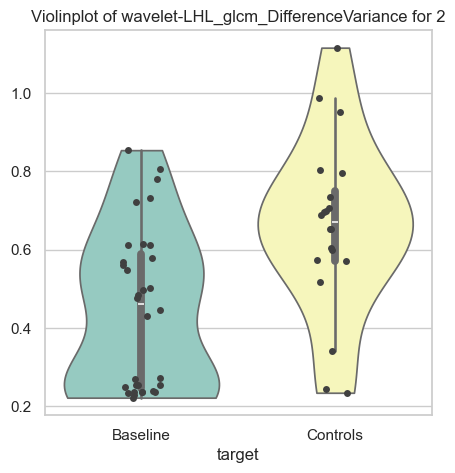 Violinplot of wavelet-LHL_glcm_DifferenceVariance for 2
1.0
0.8
0.6
0.4
0.2
Baseline Controls
target